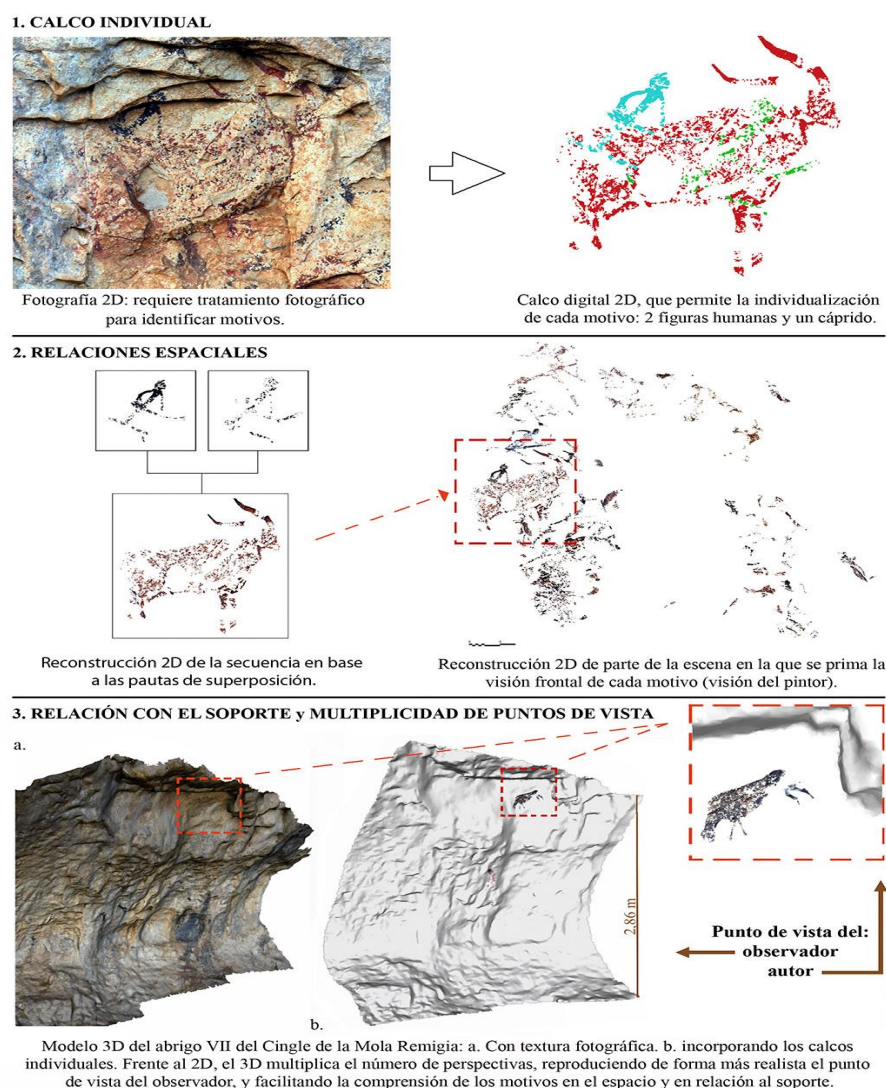 1. CALCO INDIVIDUAL
Fotografía 2D: requiere tratamiento fotográfico
para identificar motivos.
Calco digital 2D, que permite la individualización
de cada motivo: 2 figuras humanas y un cáprido.
2. RELACIONES ESPACIALES
Reconstrucción 2D de la secuencia en base
a las pautas de superposición.
Reconstrucción 2D de parte de la escena en la que se prima la
visión frontal de cada motivo (visión del pintor).
3. RELACIÓN CON EL SOPORTE y MULTIPLICIDAD DE PUNTOS DE VISTA
a.
2,86 m
Punto de vista del:
observador
autor
b.
Modelo 3D del abrigo VII del Cingle de la Mola Remigia: a. Con textura fotográfica. b. incorporando los calcos
individuales. Frente al 2D, el 3D multiplica el número de perspectivas, reproduciendo de forma más realista el punto
de vista del observador, y facilitando la comprensión de los motivos en el espacio y en relación al soporte.